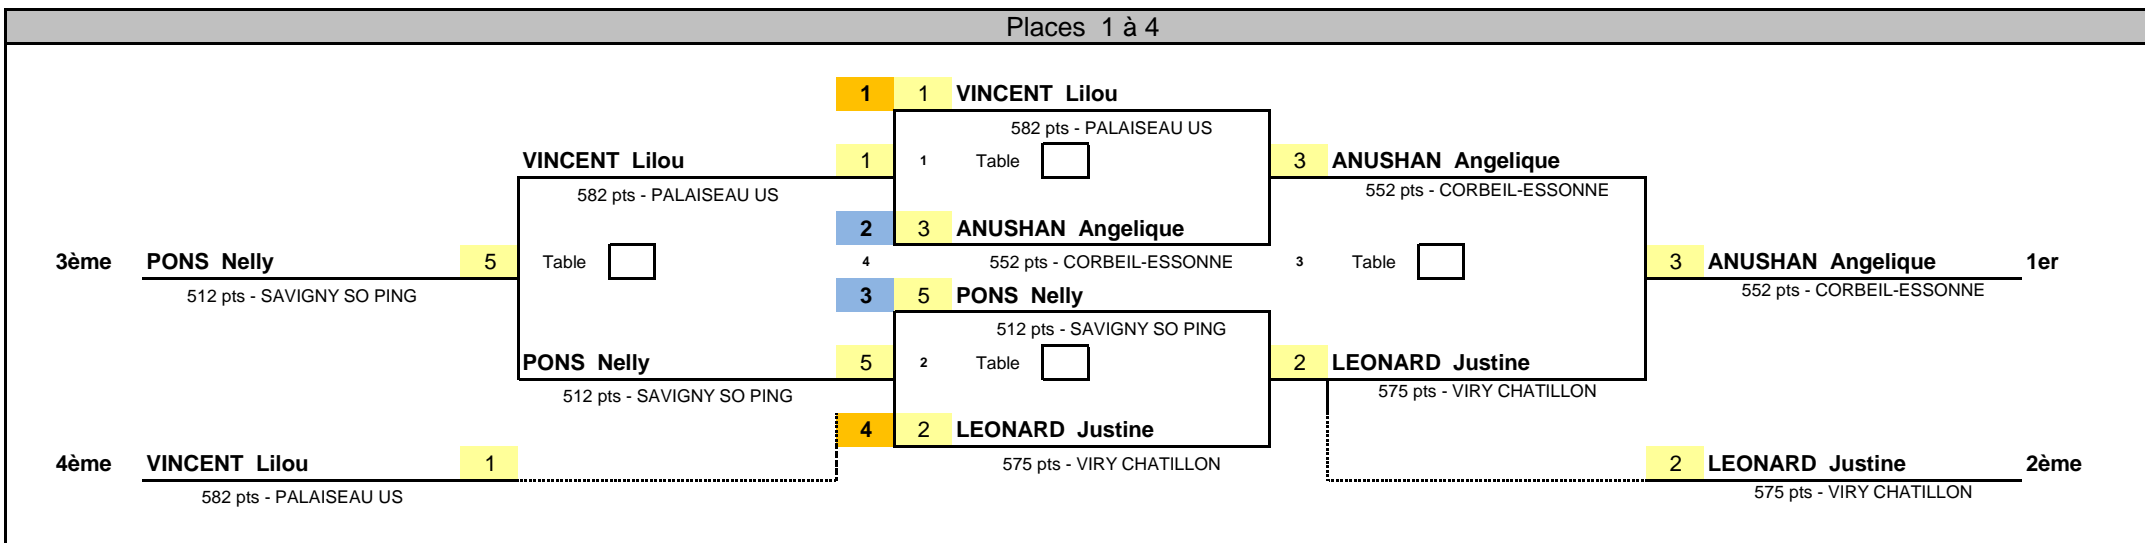 Places 1 à 4
1 1 VINCENT Lilou
582 pts - PALAISEAU US
VINCENT Lilou 1 1 Table 3 ANUSHAN Angelique
582 pts - PALAISEAU US 552 pts - CORBEIL-ESSONNE
2 3 ANUSHAN Angelique
3ème PONS Nelly 5 Table 4 552 pts - CORBEIL-ESSONNE 3 Table 3 ANUSHAN Angelique 1er
512 pts - SAVIGNY SO PING 3 5 PONS Nelly 552 pts - CORBEIL-ESSONNE
512 pts - SAVIGNY SO PING
PONS Nelly 5 2 Table 2 LEONARD Justine
512 pts - SAVIGNY SO PING 575 pts - VIRY CHATILLON
4 2 LEONARD Justine
4ème VINCENT Lilou 1 575 pts - VIRY CHATILLON 2 LEONARD Justine 2ème
582 pts - PALAISEAU US 575 pts - VIRY CHATILLON